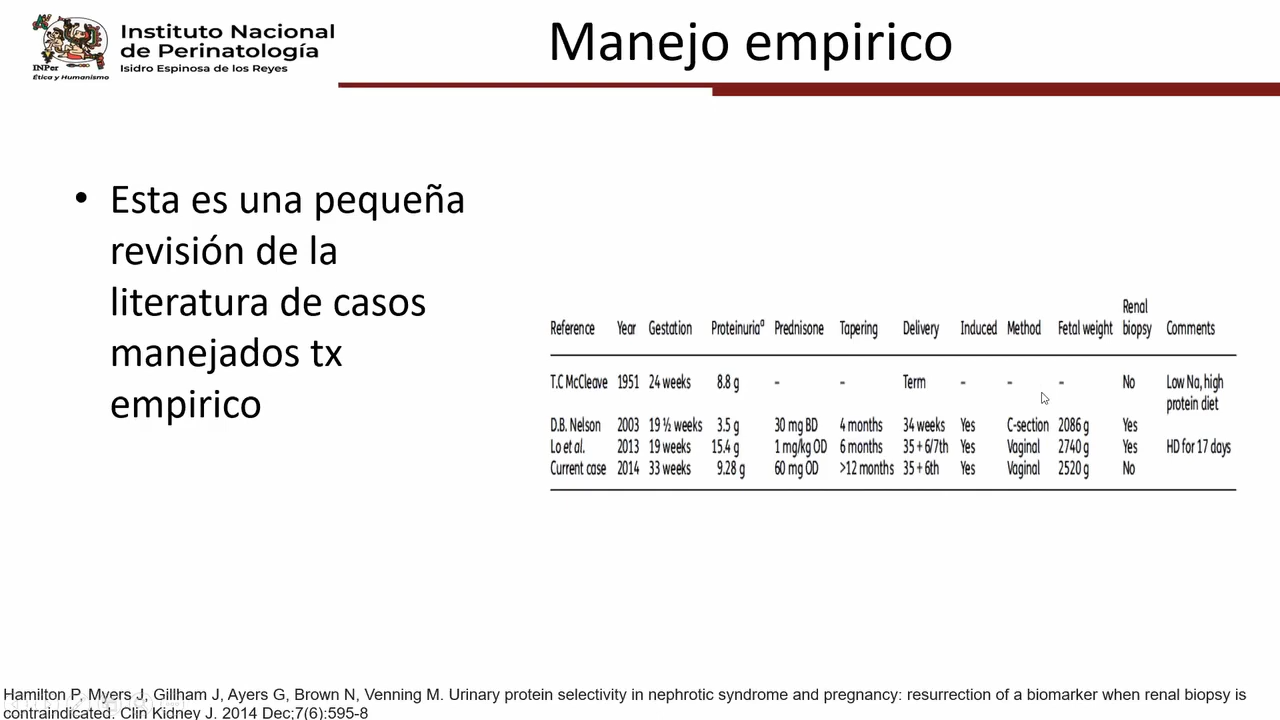 Instituto Nacional
de Perinatología
Isidro Espinosa de los Reyes
INPer
Ética y Humanismo
Manejo empirico
• Esta es una pequeña
revisión de la
literatura de casos
manejados tx
empirico
Reference Year Gestation Proteinuriaᵃ Prednisone Tapering Delivery Induced Method Fetal weight Renal biopsy Comments
T.C McCleave 1951 24 weeks 8.8 g – – Term – – – No Low Na, high
protein diet
D.B. Nelson 2003 19 ½ weeks 3.5 g 30 mg BD 4 months 34 weeks Yes C-section 2086 g Yes
Lo et al. 2013 19 weeks 15.4 g 1 mg/kg OD 6 months 35 + 6/7th Yes Vaginal 2740 g Yes HD for 17 days
Current case 2014 33 weeks 9.28 g 60 mg OD >12 months 35 + 6th Yes Vaginal 2520 g No
Hamilton P, Myers J, Gillham J, Ayers G, Brown N, Venning M. Urinary protein selectivity in nephrotic syndrome and pregnancy: resurrection of a biomarker when renal biopsy is
contraindicated. Clin Kidney J. 2014 Dec;7(6):595-8